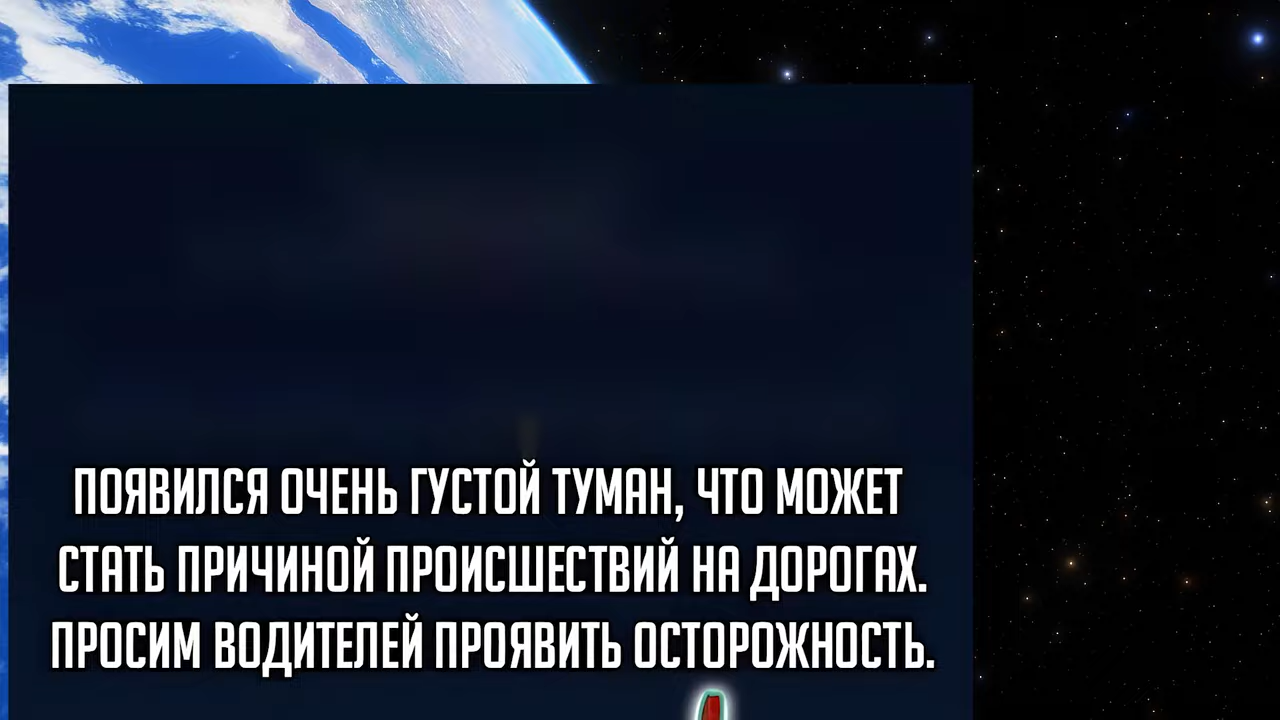 ПОЯВИЛСЯ ОЧЕНЬ ГУСТОЙ ТУМАН, ЧТО МОЖЕТ
СТАТЬ ПРИЧИНОЙ ПРОИСШЕСТВИЙ НА ДОРОГАХ.
ПРОСИМ ВОДИТЕЛЕЙ ПРОЯВИТЬ ОСТОРОЖНОСТЬ.